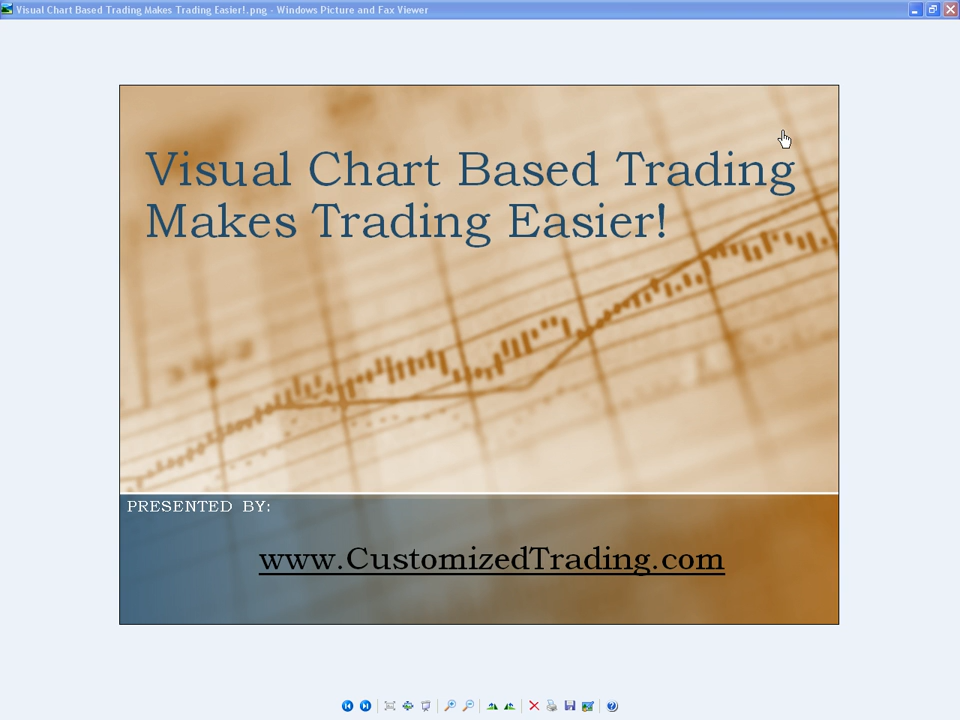 Visual Chart Based Trading Makes Trading Easier!.png - Windows Picture and Fax Viewer
Visual Chart Based Trading
Makes Trading Easier!
PRESENTED BY:
www.CustomizedTrading.com